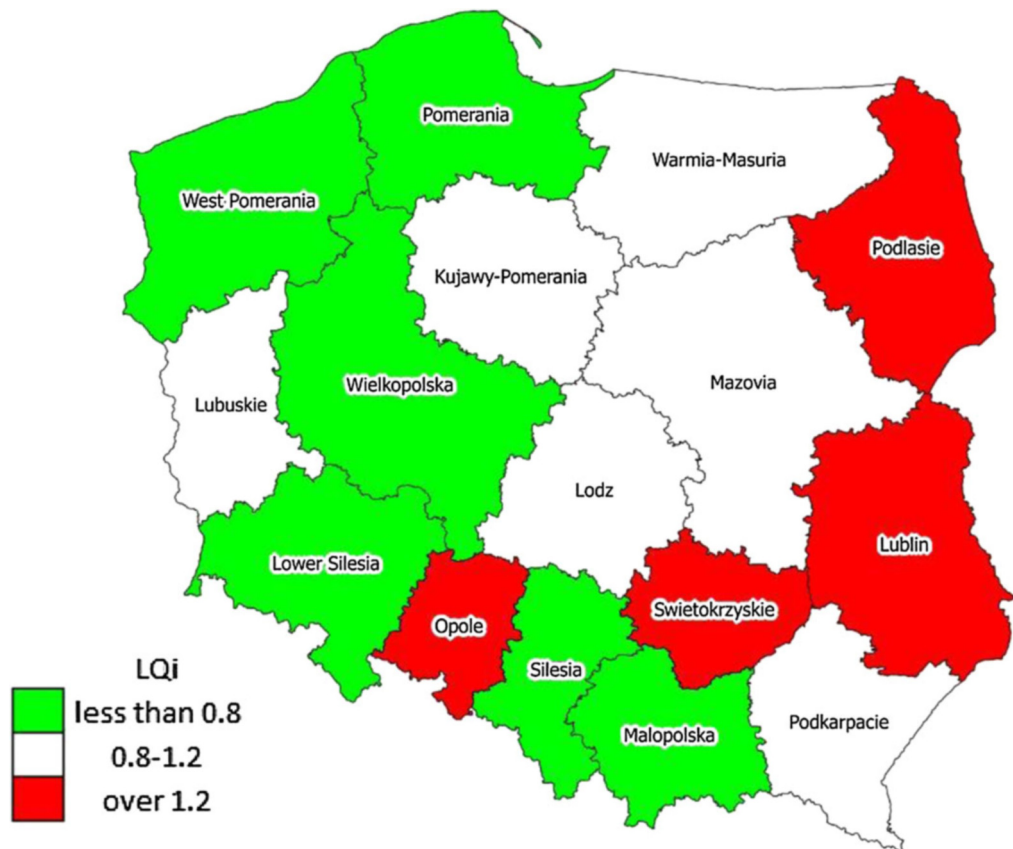 Pomerania
Warmia-Masuria
West Pomerania
Podlasie
Kujawy-Pomerania
Mazovia
Wielkopolska
Lubuskie
Lodz
Lublin
Lower Silesia
Swietokrzyskie
Opole
Silesia
Podkarpacie
Malopolska
LQi
less than 0.8
0.8-1.2
over 1.2